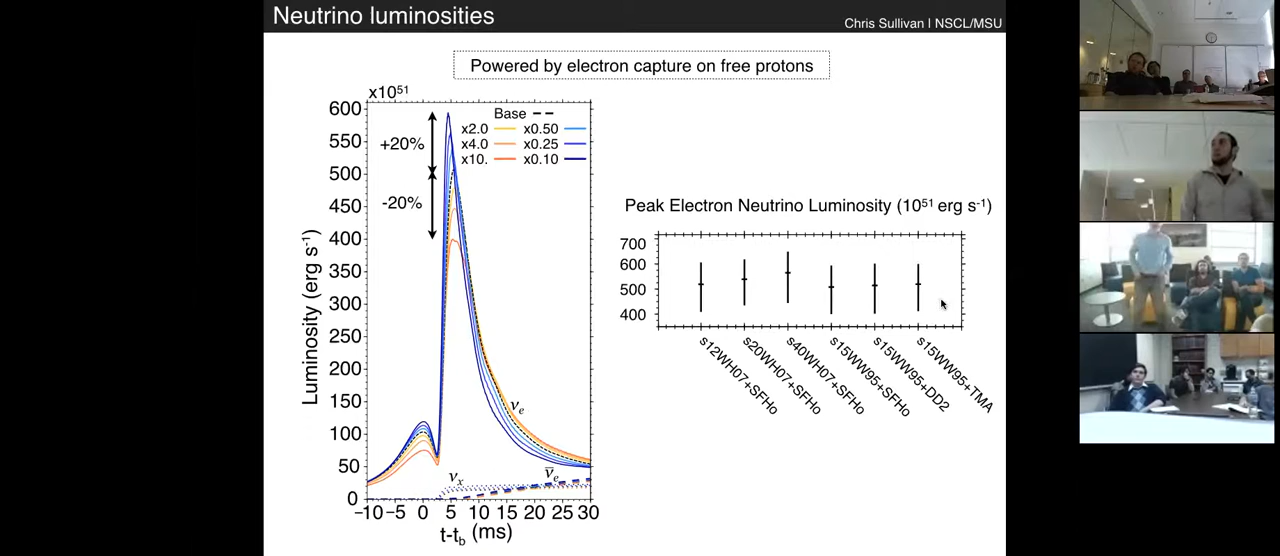 Neutrino luminosities
Chris Sullivan | NSCL/MSU
Powered by electron capture on free protons
x10⁵¹
600
550
500
450
400
350
300
250
200
150
100
50
0
Luminosity (erg s⁻¹)
+20%
-20%
Base
x2.0 x0.50
x4.0 x0.25
x10. x0.10
νₑ
νₓ
ν̅ₑ
−10 −5 0 5 10 15 20 25 30
t-t_b (ms)
Peak Electron Neutrino Luminosity (10⁵¹ erg s⁻¹)
700
600
500
400
s12WH07+SFHo
s20WH07+SFHo
s40WH07+SFHo
s15WW95+SFHo
s15WW95+DD2
s15WW95+TMA